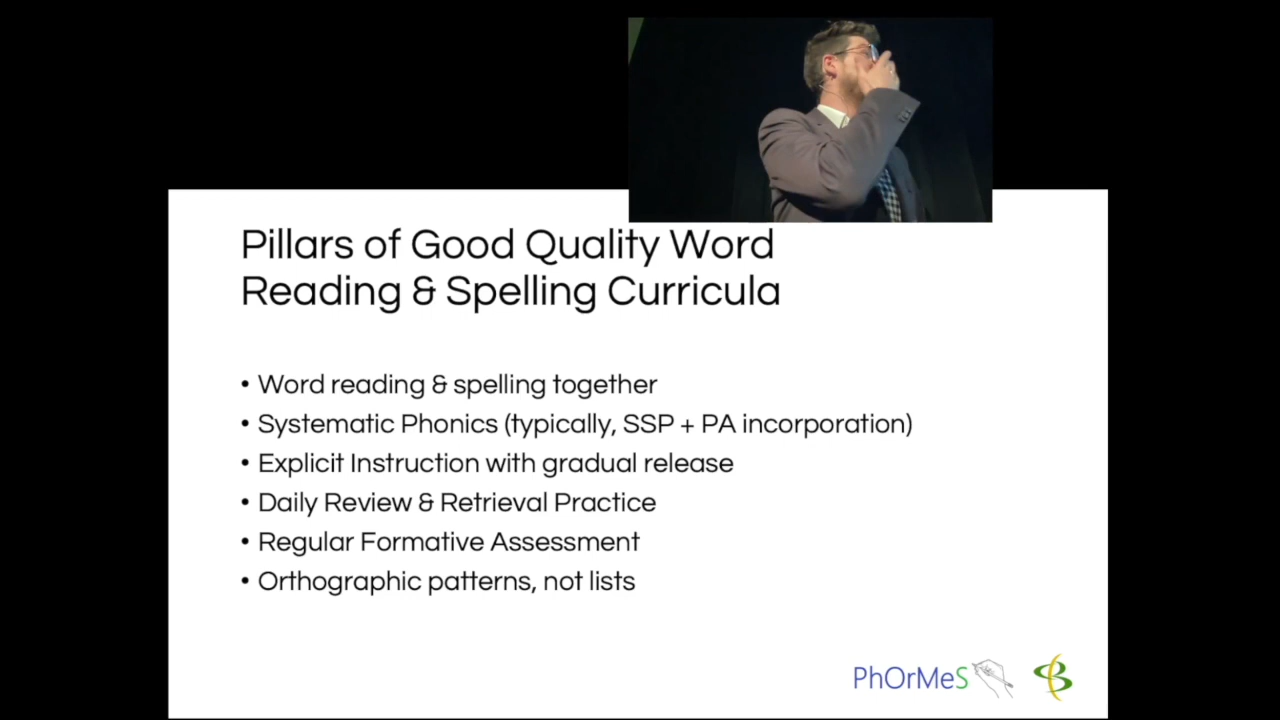 Pillars of Good Quality Word
Reading & Spelling Curricula
• Word reading & spelling together
• Systematic Phonics (typically, SSP + PA incorporation)
• Explicit Instruction with gradual release
• Daily Review & Retrieval Practice
• Regular Formative Assessment
• Orthographic patterns, not lists
PhOrMeS